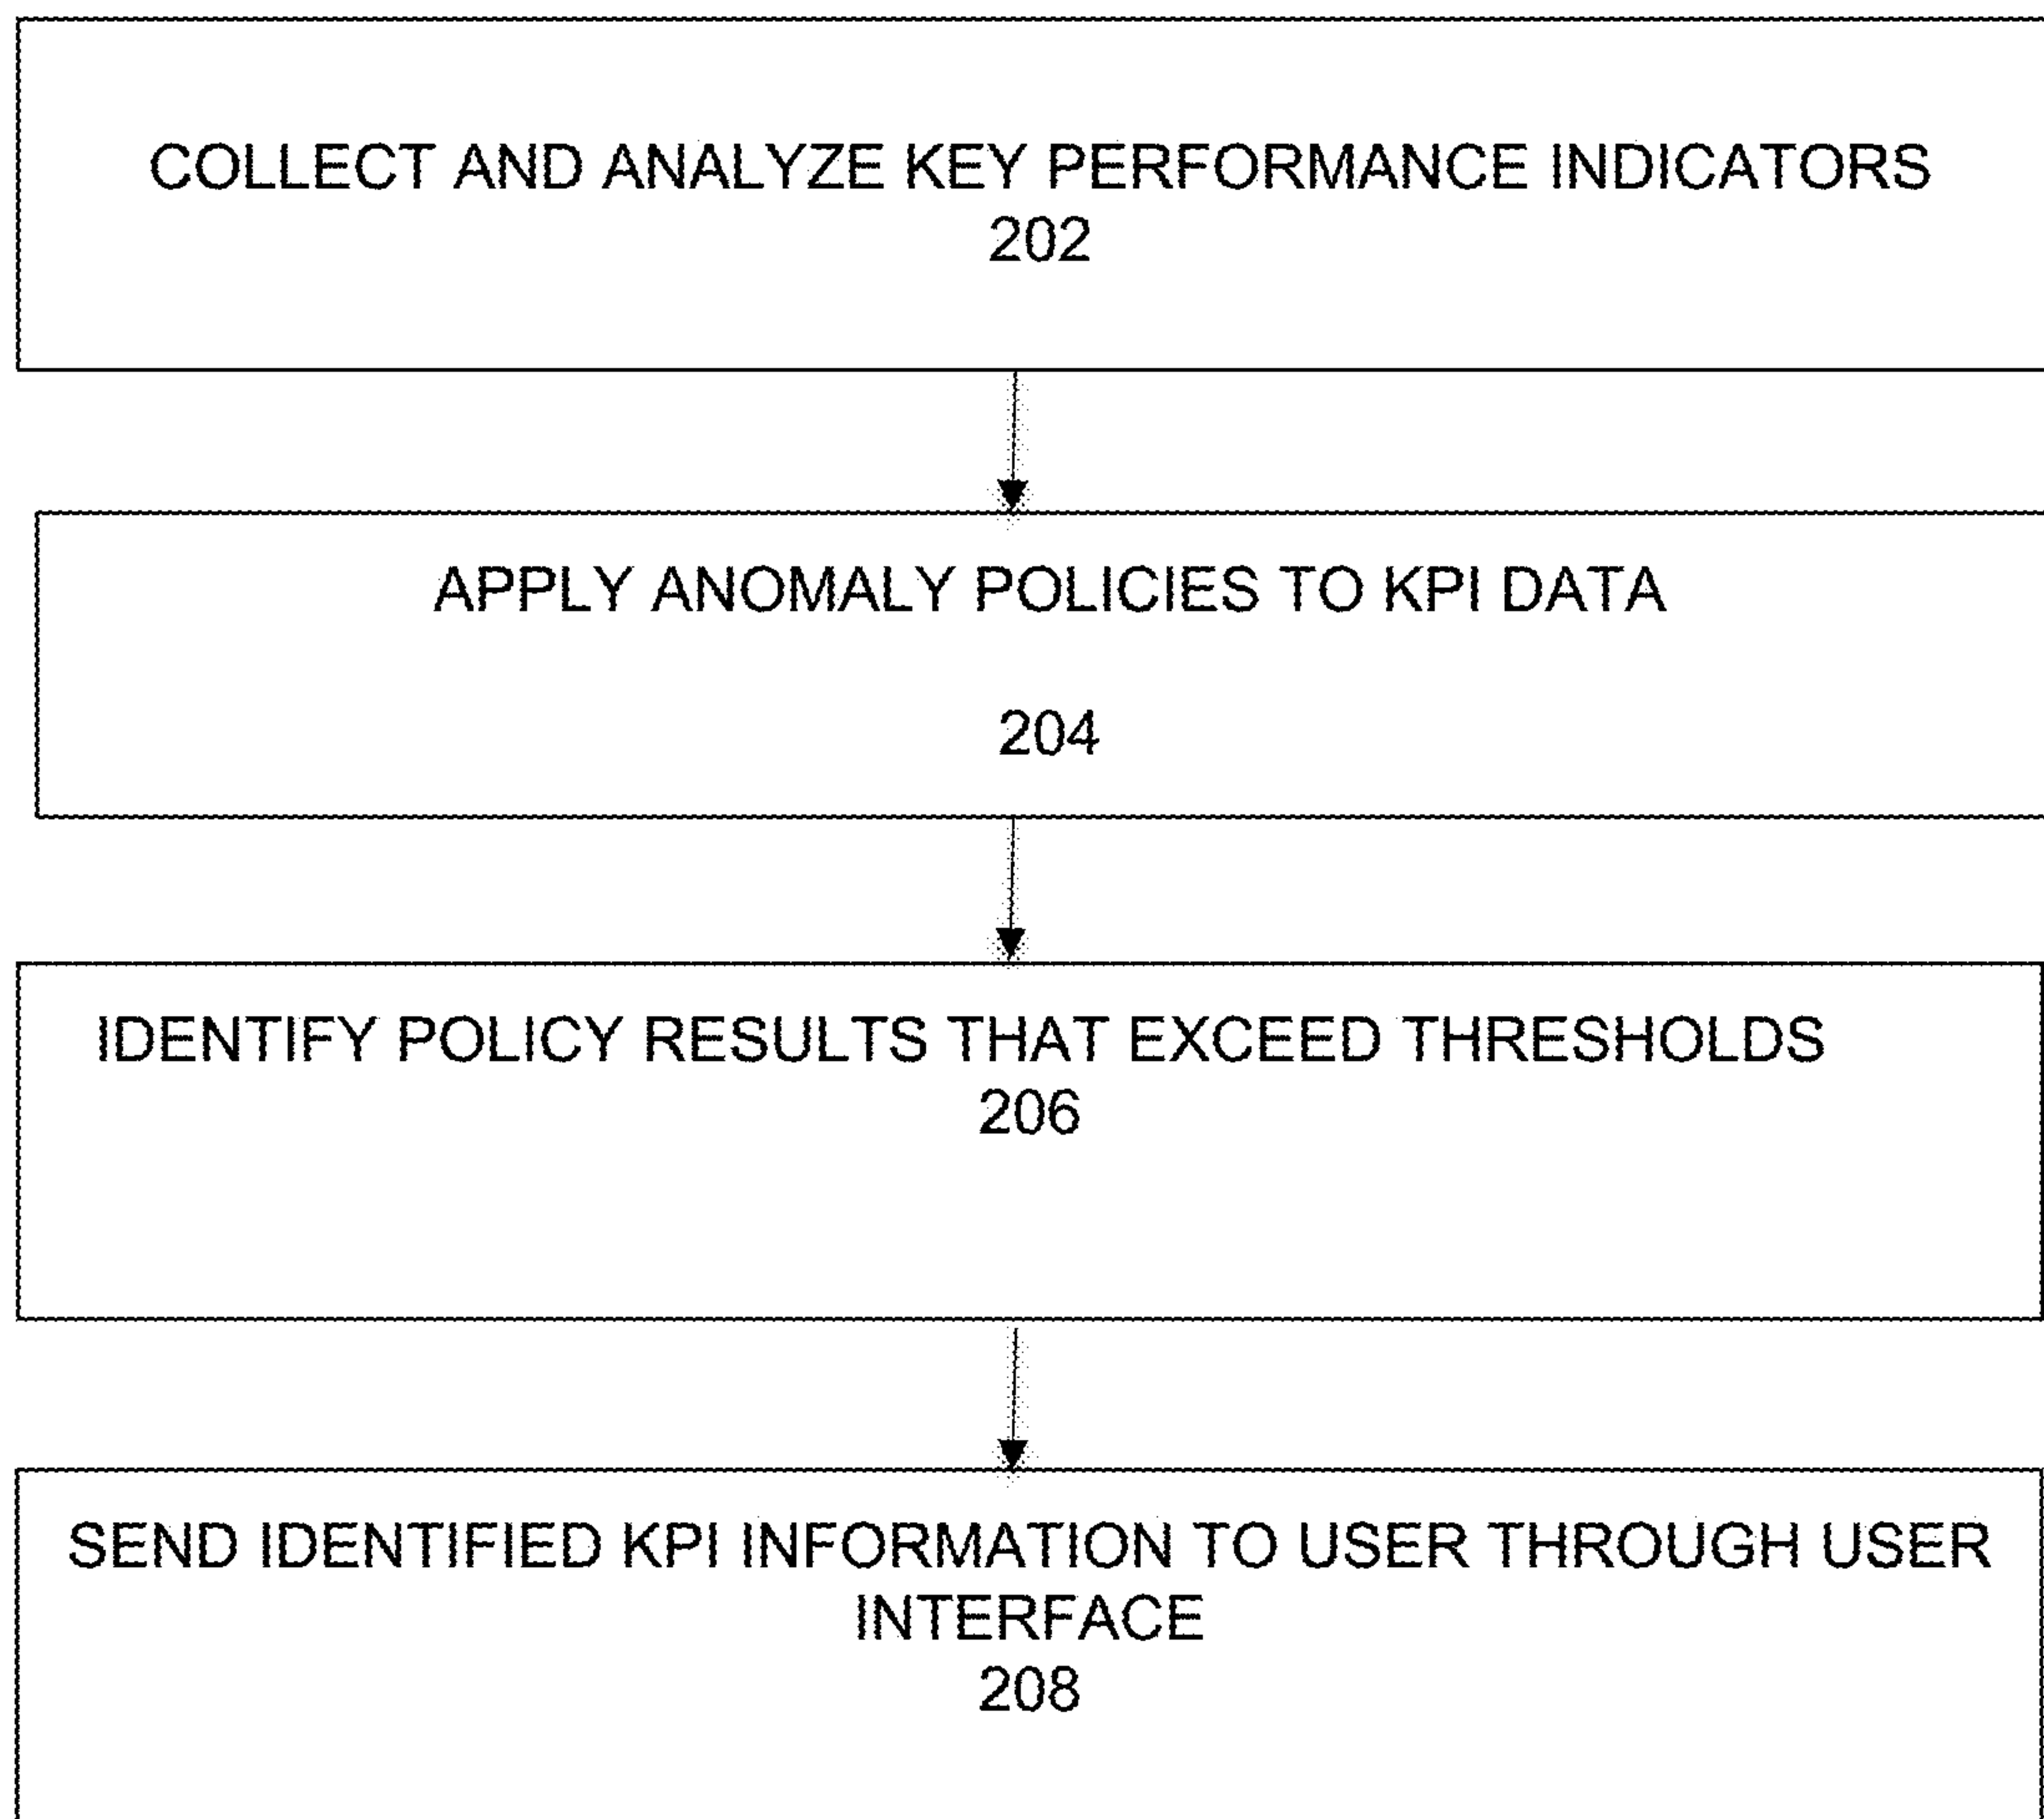 COLLECT AND ANALYZE KEY PERFORMANCE INDICATORS
202
APPLY ANOMALY POLICIES TO KPI DATA
204
IDENTIFY POLICY RESULTS THAT EXCEED THRESHOLDS
206
SEND IDENTIFIED KPI INFORMATION TO USER THROUGH USER
INTERFACE
208